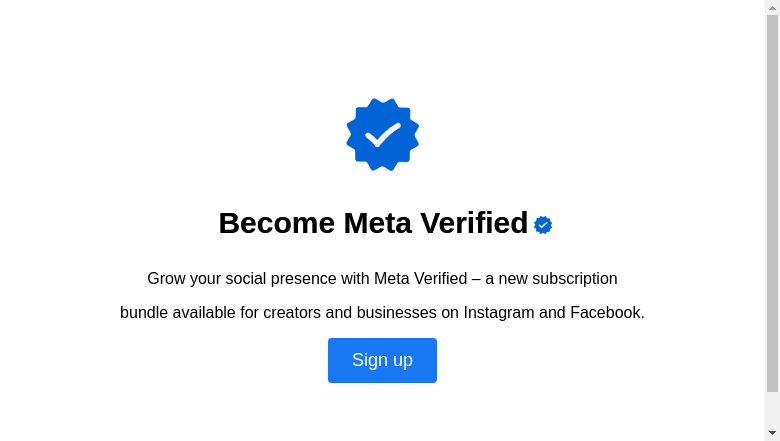 Become Meta Verified
Grow your social presence with Meta Verified – a new subscription
bundle available for creators and businesses on Instagram and Facebook.
Sign up